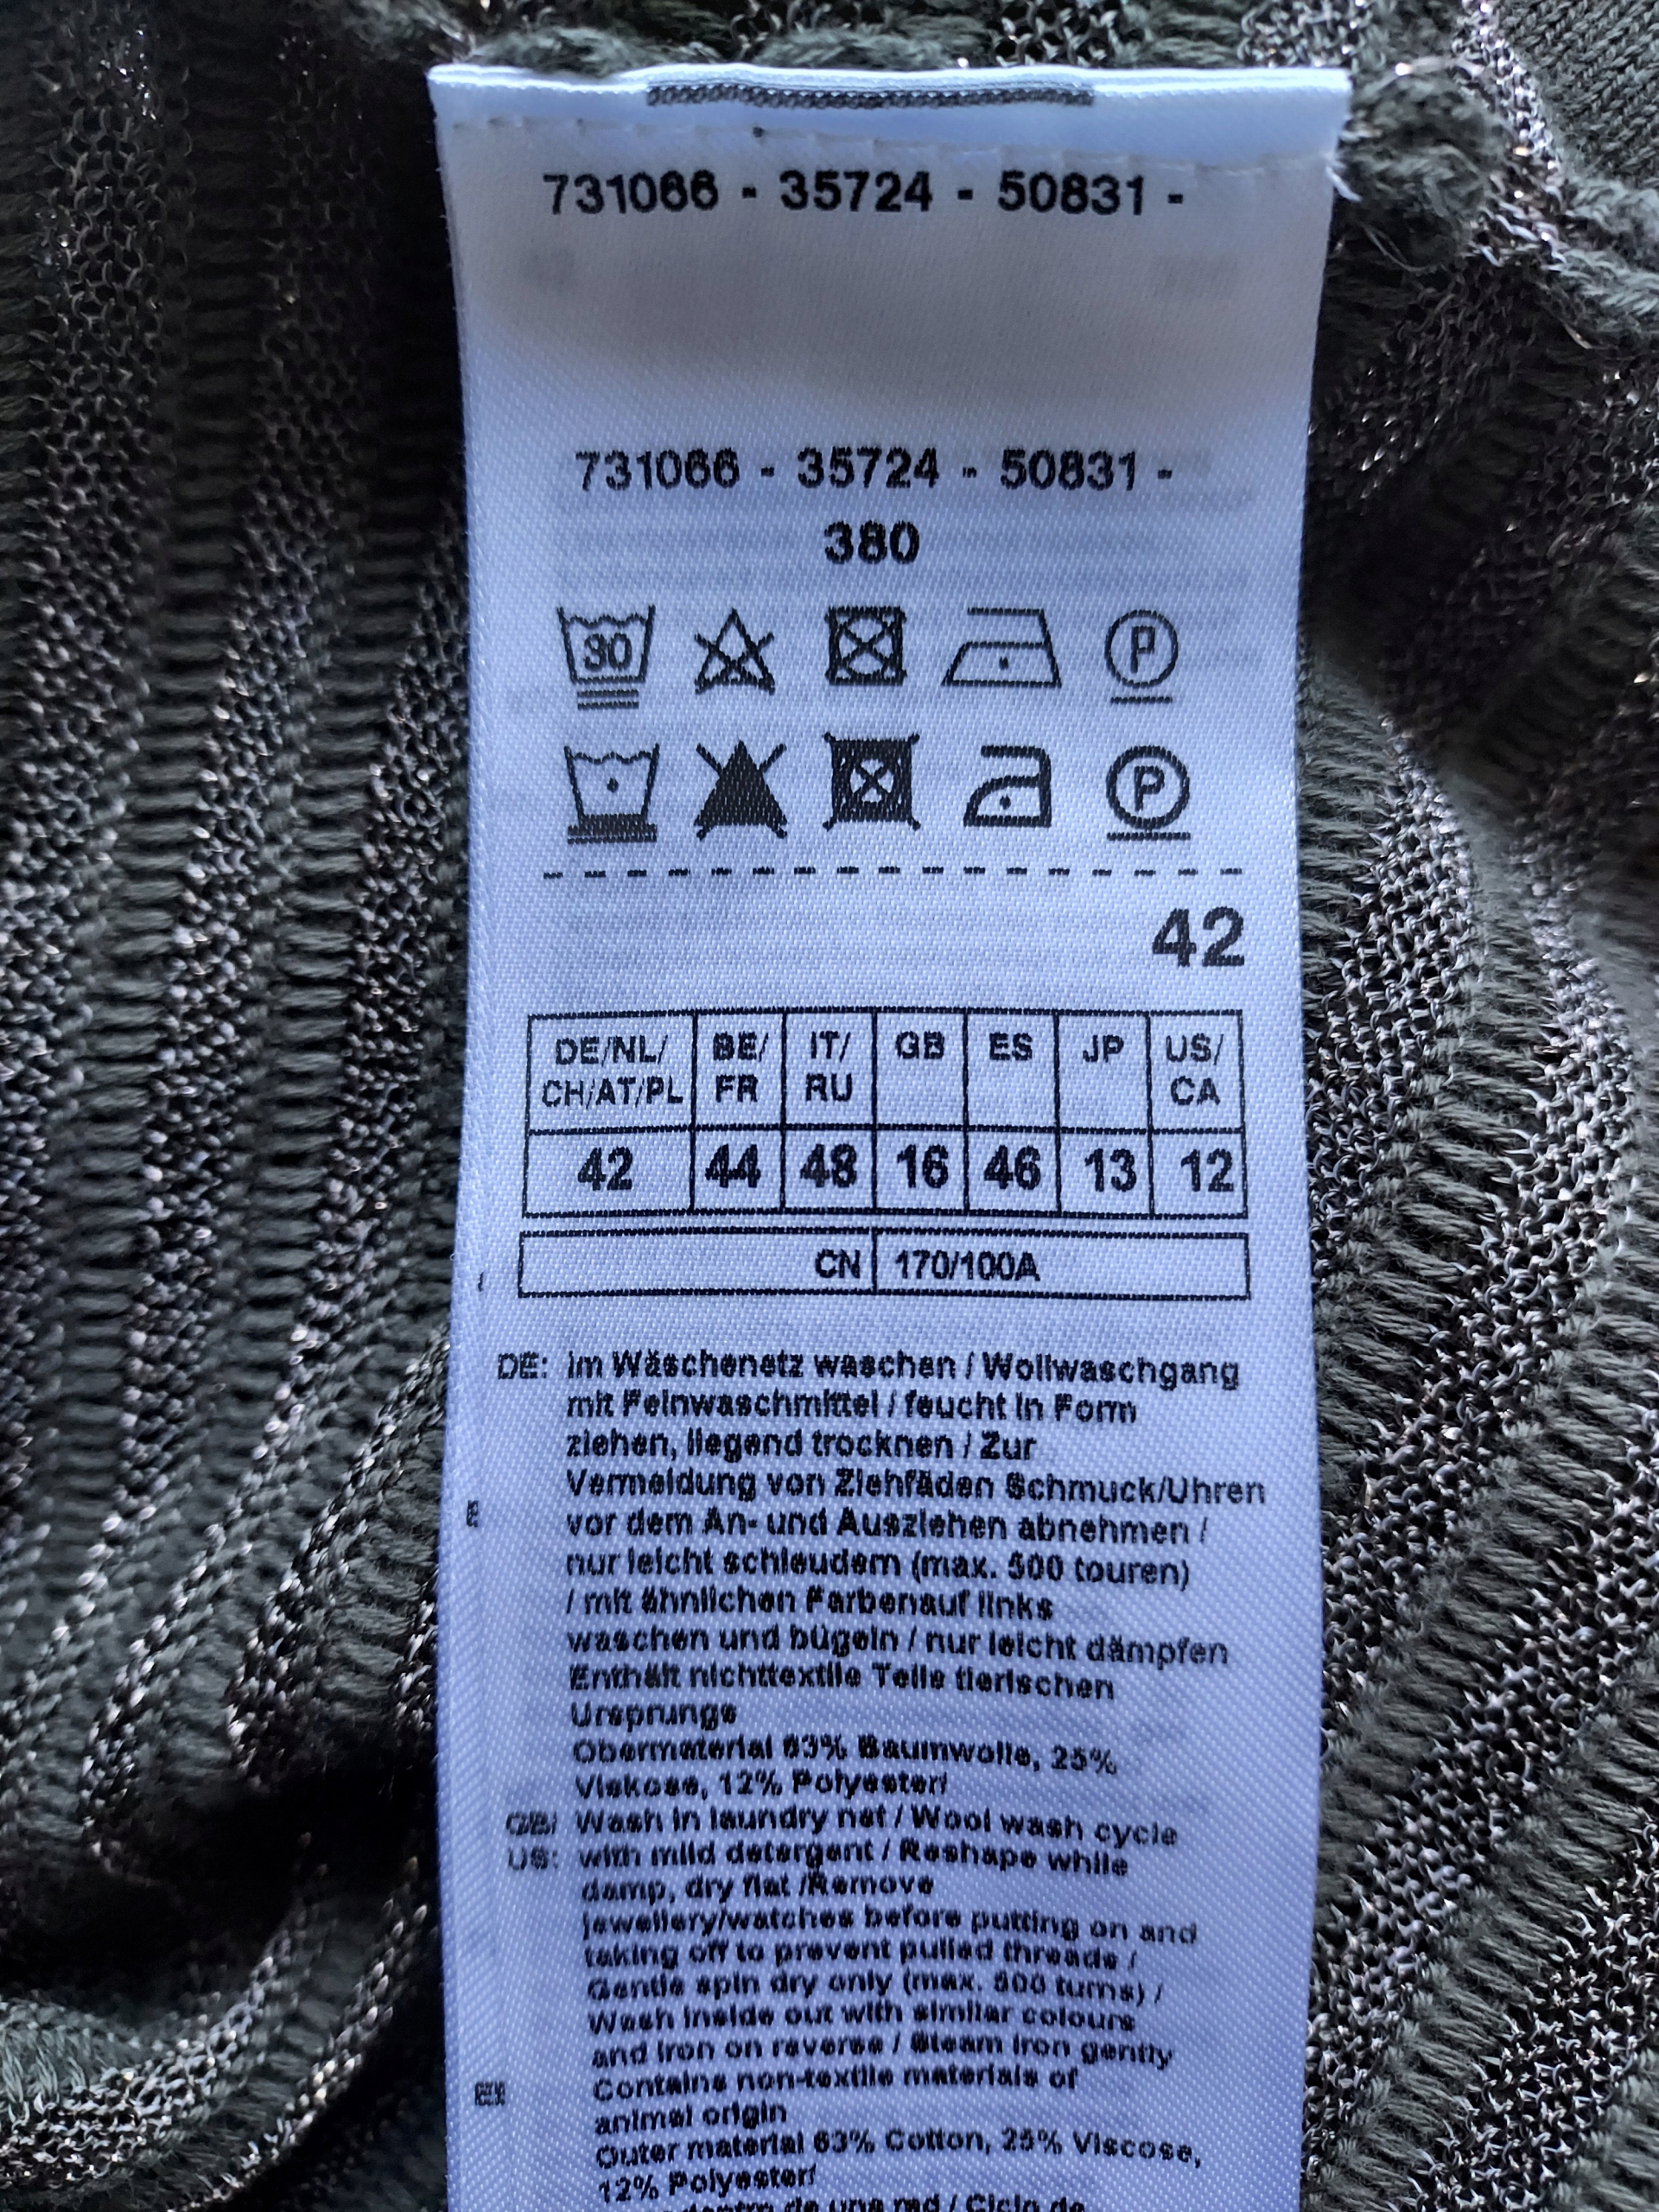 731066 - 35724 - 50831 -
731066 - 35724 - 50831 -
380
30 P
P
42
DE/NL/ CH/AT/PL BE/ FR IT/ RU GB ES JP US/ CA
42 44 48 16 46 13 12
CN 170/100A
DE: im Wäschenetz waschen / Wollwaschgang
mit Feinwaschmittel / feucht in Form
ziehen, liegend trocknen / Zur
Vermeidung von Ziehfäden Schmuck/Uhren
vor dem An- und Ausziehen abnehmen /
nur leicht schleudern (max. 500 touren)
/ mit ähnlichen Farbenauf links
waschen und bügeln / nur leicht dämpfen
Enthält nichttextile Teile tierischen
Ursprungs
Obermaterial 63% Baumwolle, 25%
Viskose, 12% Polyester/
GB/ Wash in laundry net / Wool wash cycle
US: with mild detergent / Reshape while
damp, dry flat /Remove
jewellery/watches before putting on and
taking off to prevent pulled threads /
Gentle spin dry only (max. 500 turns) /
Wash inside out with similar colours
and iron on reverse / Steam iron gently
Contains non-textile materials of
animal origin
Outer material 63% Cotton, 25% Viscose,
12% Polyester/
dentro de una red / Ciclo de